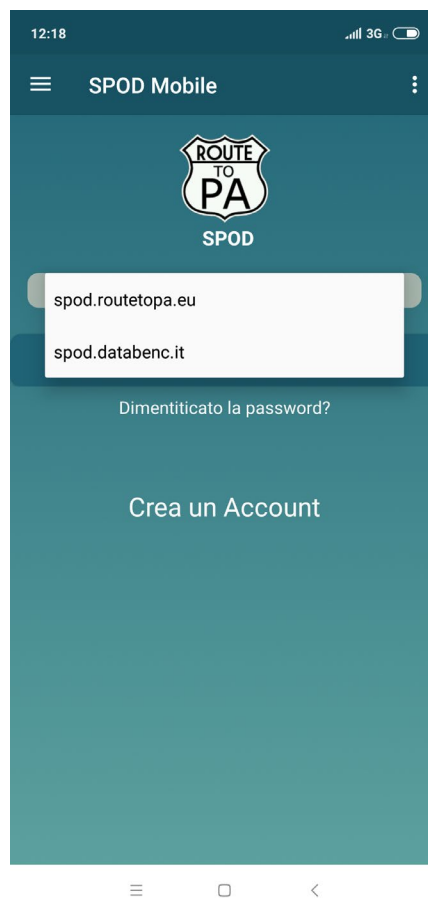 12:18
3G
SPOD Mobile
ROUTE
TO
PA
SPOD
spod.routetopa.eu
spod.databenc.it
Dimentiticato la password?
Crea un Account